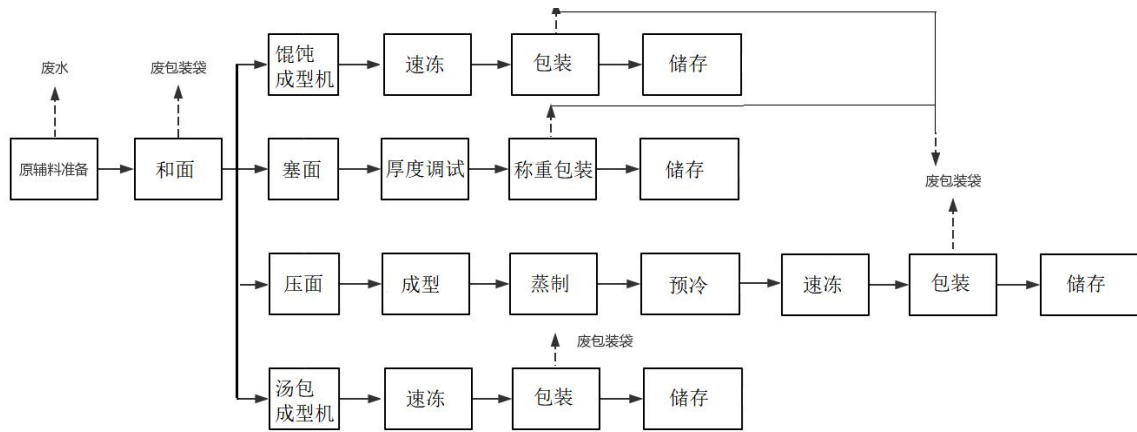 废水
废包装袋
原辅料准备
和面
馄饨
成型机
速冻
包装
储存
塞面
厚度调试
称重包装
储存
废包装袋
压面
成型
蒸制
预冷
速冻
包装
储存
废包装袋
汤包
成型机
速冻
包装
储存